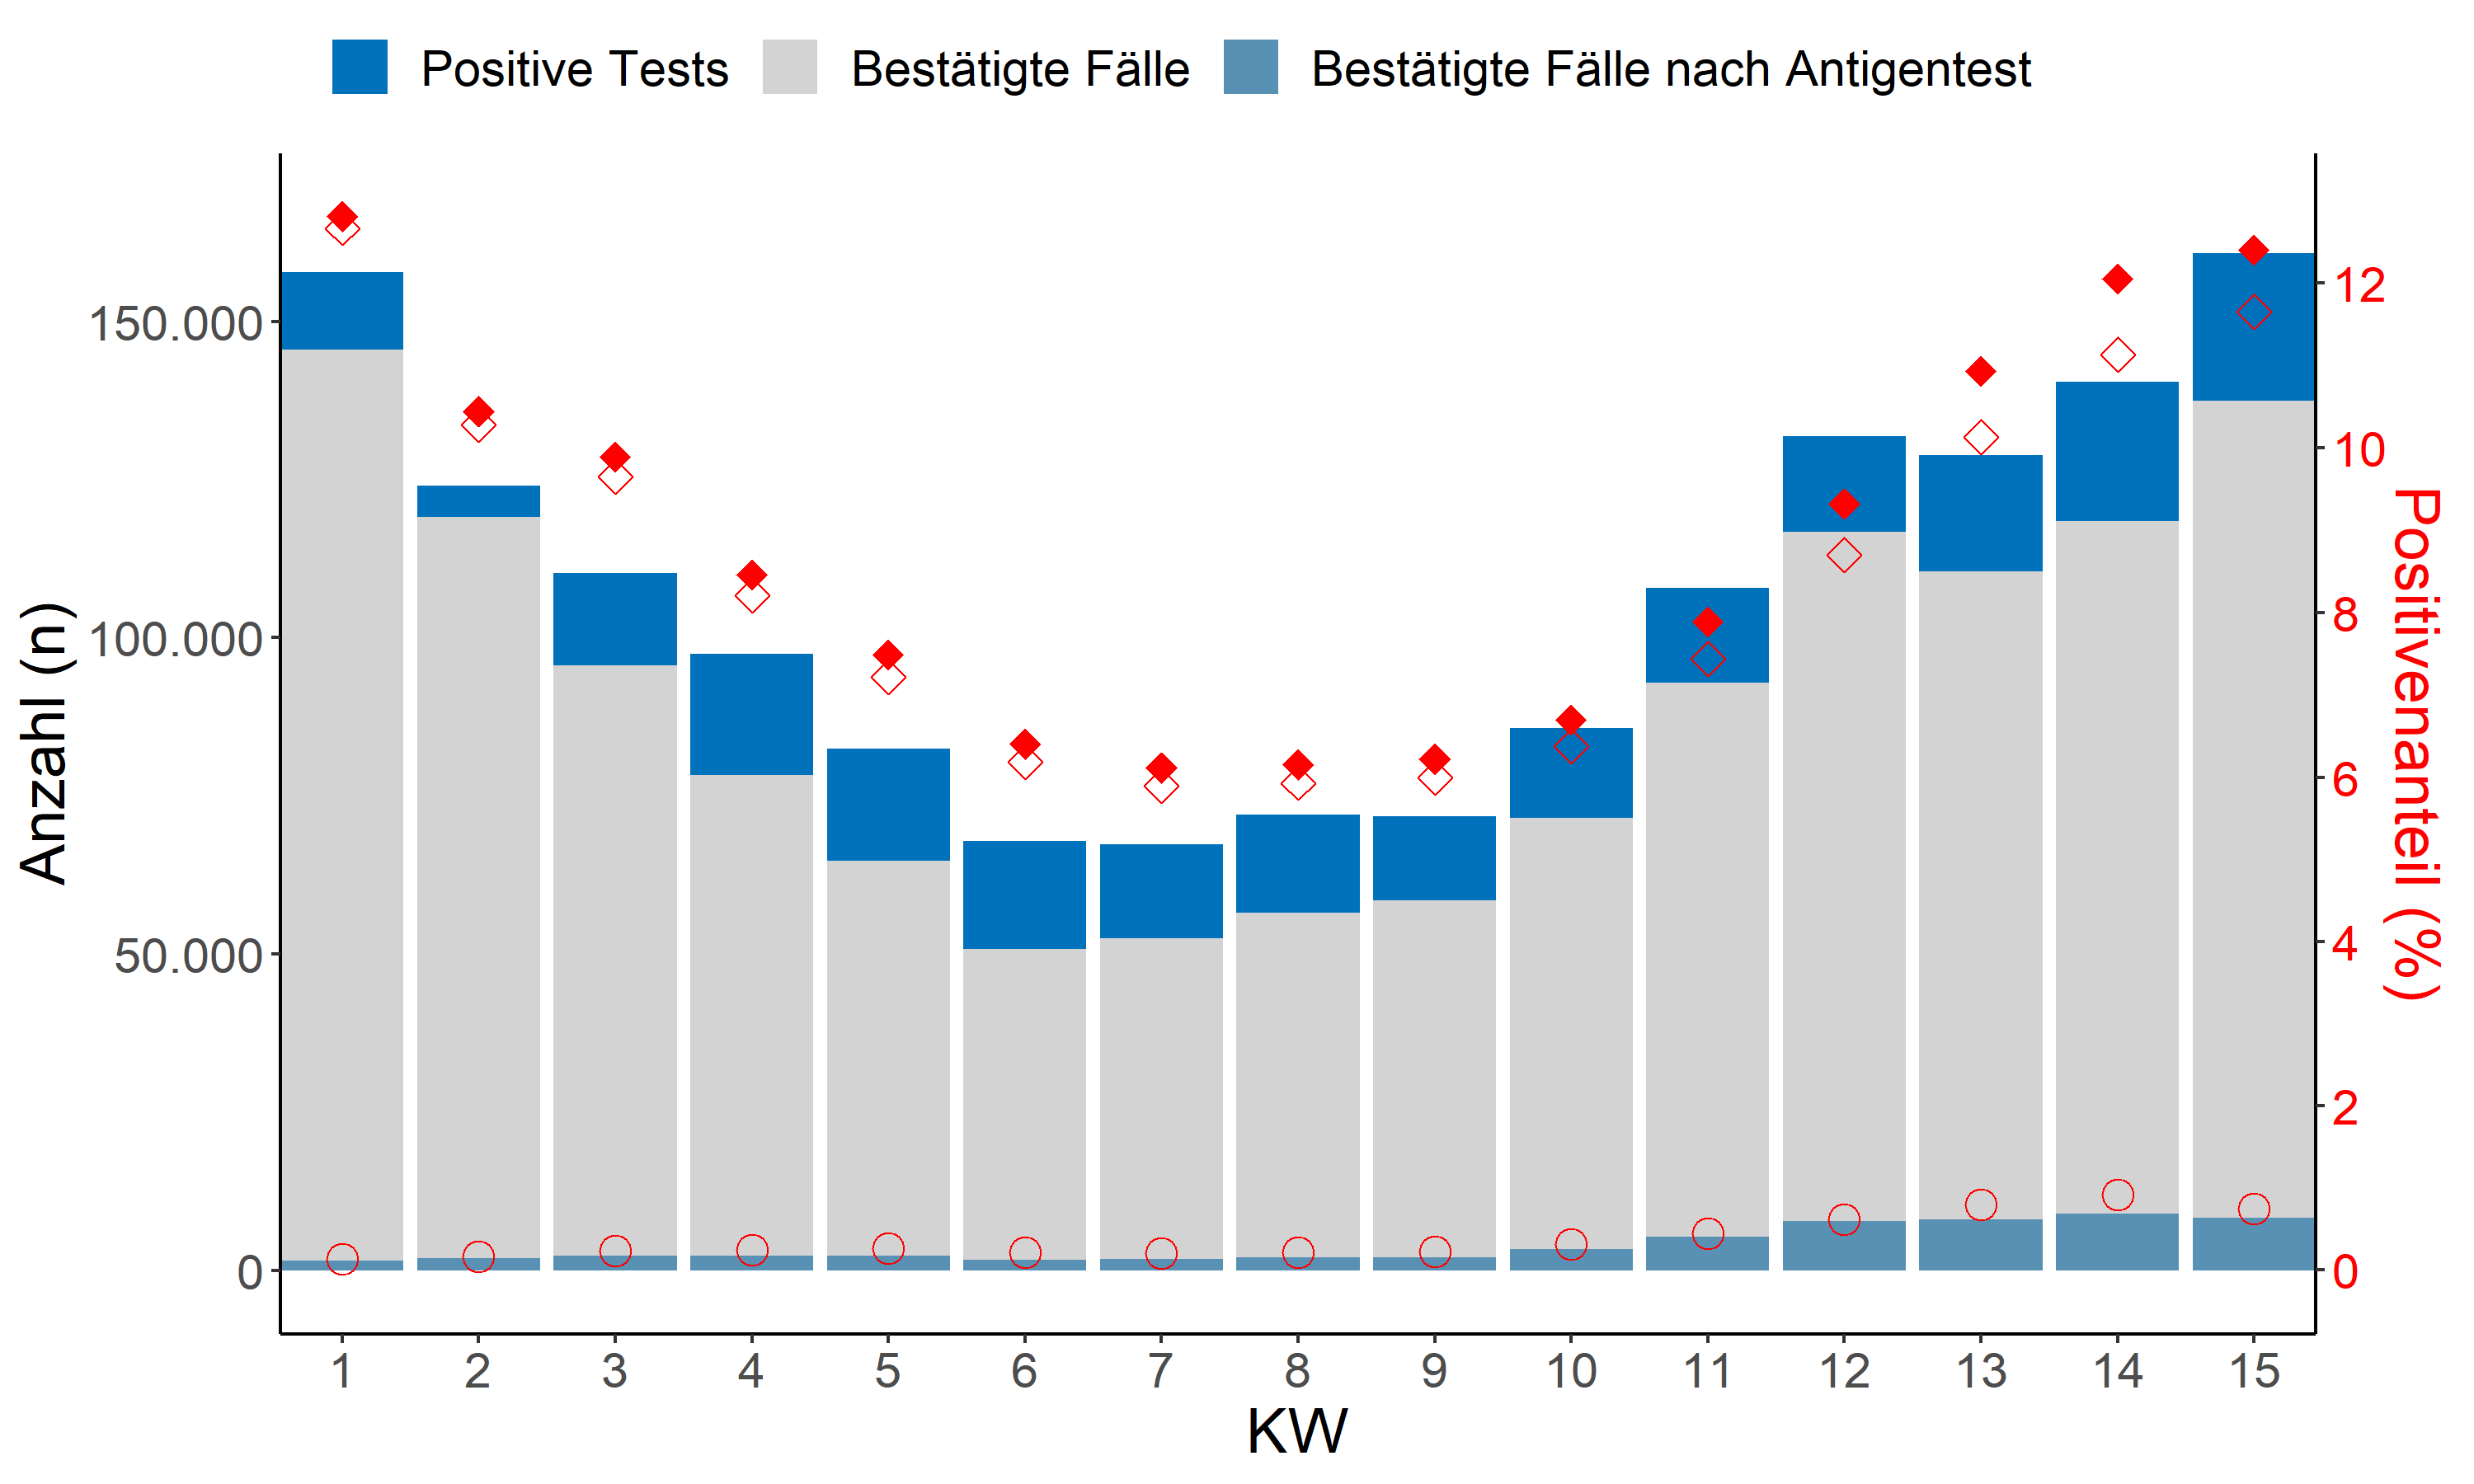 Positive Tests Bestätigte Fälle Bestätigte Fälle nach Antigentest
Anzahl (n)
150.000
100.000
50.000
0
12
10
8
6
4
2
0
Positivenanteil (%)
1 2 3 4 5 6 7 8 9 10 11 12 13 14 15
KW